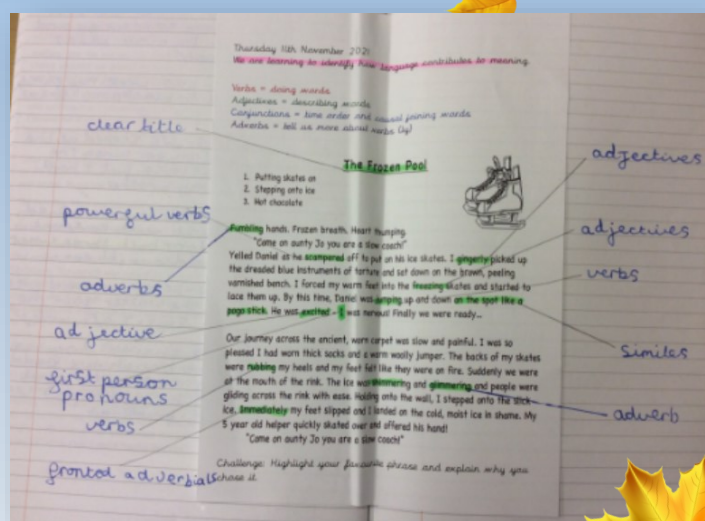 Thursday 11th November 2021
We are learning to identify how language contributes to meaning.
Verbs = doing words
Adjectives = describing words
Conjunctions = time order and causal joining words
Adverbs = tell us more about verbs (ly)
clear title
The Frozen Pool
1. Putting skates on
2. Stepping onto ice
3. Hot chocolate
adjectives
powerful verbs
Fumbling hands. Frozen breath. Heart thumping.
"Come on aunty Jo you are a slow coach!"
adjectives
Yelled Daniel as he scampered off to put on his ice skates. I gingerly picked up
the dreaded blue instruments of torture and sat down on the brown, peeling
verbs
varnished bench. I forced my warm feet into the freezing skates and started to
adverbs
lace them up. By this time, Daniel was jumping up and down on the spot like a
pogo stick. He was excited - I was nervous! Finally we were ready...
adjective
similes
Our journey across the ancient, worn carpet was slow and painful. I was so
pleased I had worn thick socks and a warm woolly jumper. The backs of my skates
first person
pronouns
were rubbing my heels and my feet felt like they were on fire. Suddenly we were
at the mouth of the rink. The ice was shimmering and glimmering and people were
gliding across the rink with ease. Holding onto the wall, I stepped onto the slick
adverb
verbs
ice. Immediately my feet slipped and I landed on the cold, moist ice in shame. My
5 year old helper quickly skated over and offered his hand!
"Come on aunty Jo you are a slow coach!"
fronted adverbials
Challenge: Highlight your favourite phrase and explain why you
chose it.